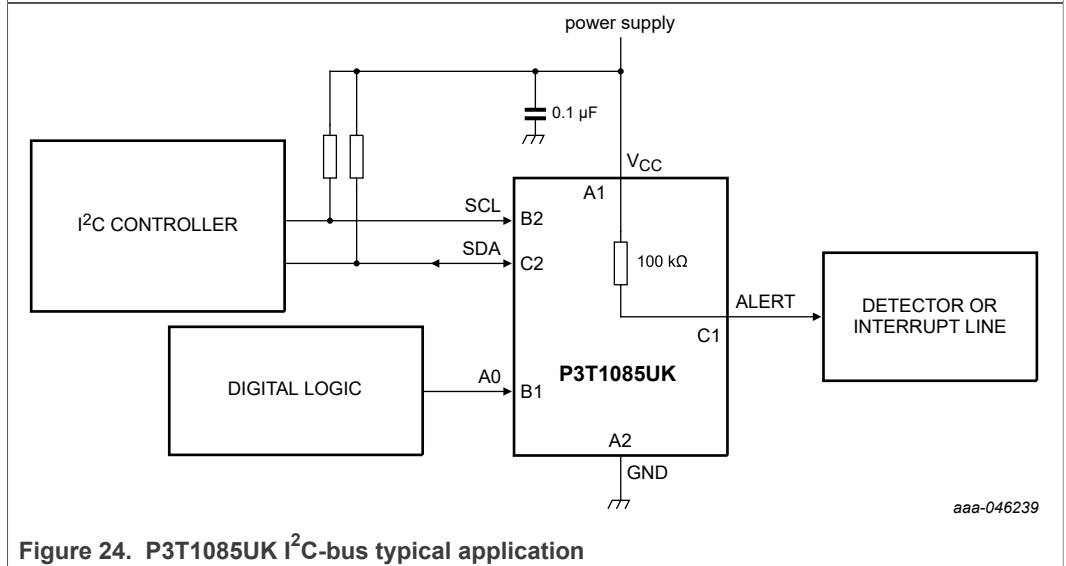 power supply
0.1 µF
VCC
A1
I2C CONTROLLER
SCL
B2
SDA
C2
100 kΩ
ALERT
C1
DETECTOR OR
INTERRUPT LINE
P3T1085UK
DIGITAL LOGIC
A0
B1
A2
GND
aaa-046239
Figure 24. P3T1085UK I2C-bus typical application